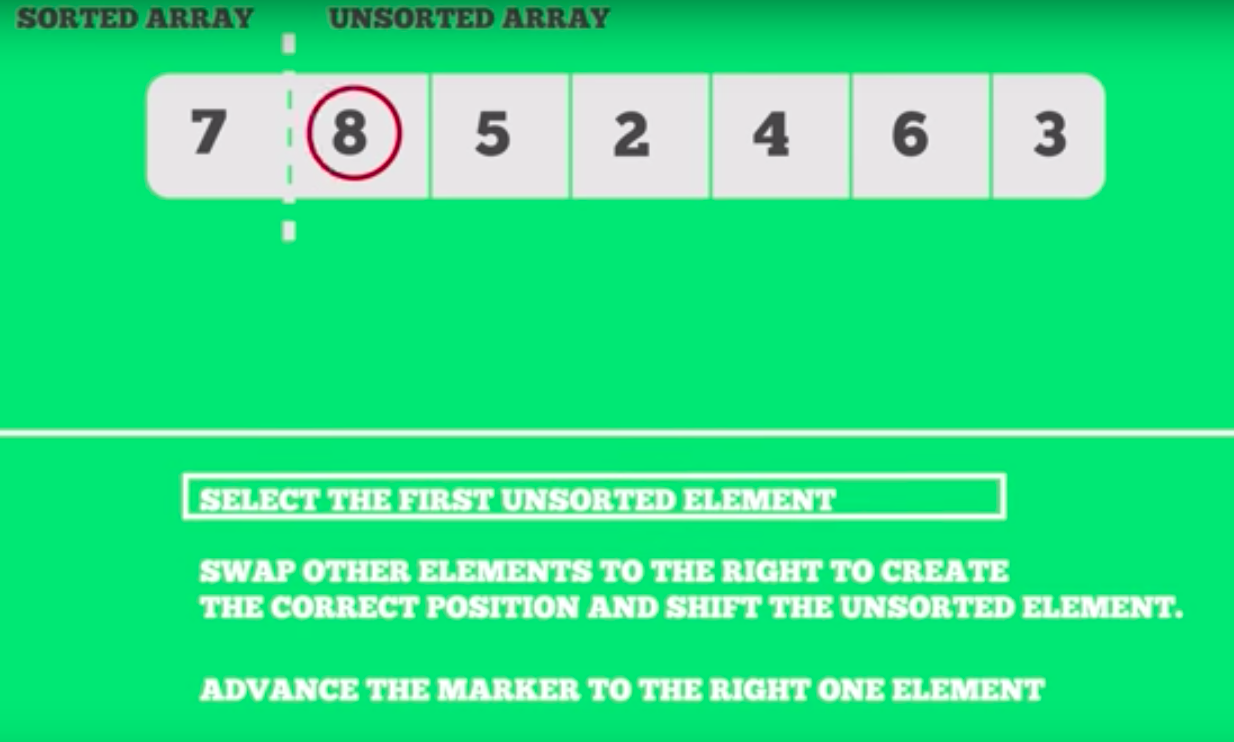 SORTED ARRAY UNSORTED ARRAY
7 8 5 2 4 6 3
SELECT THE FIRST UNSORTED ELEMENT
SWAP OTHER ELEMENTS TO THE RIGHT TO CREATE
THE CORRECT POSITION AND SHIFT THE UNSORTED ELEMENT.
ADVANCE THE MARKER TO THE RIGHT ONE ELEMENT